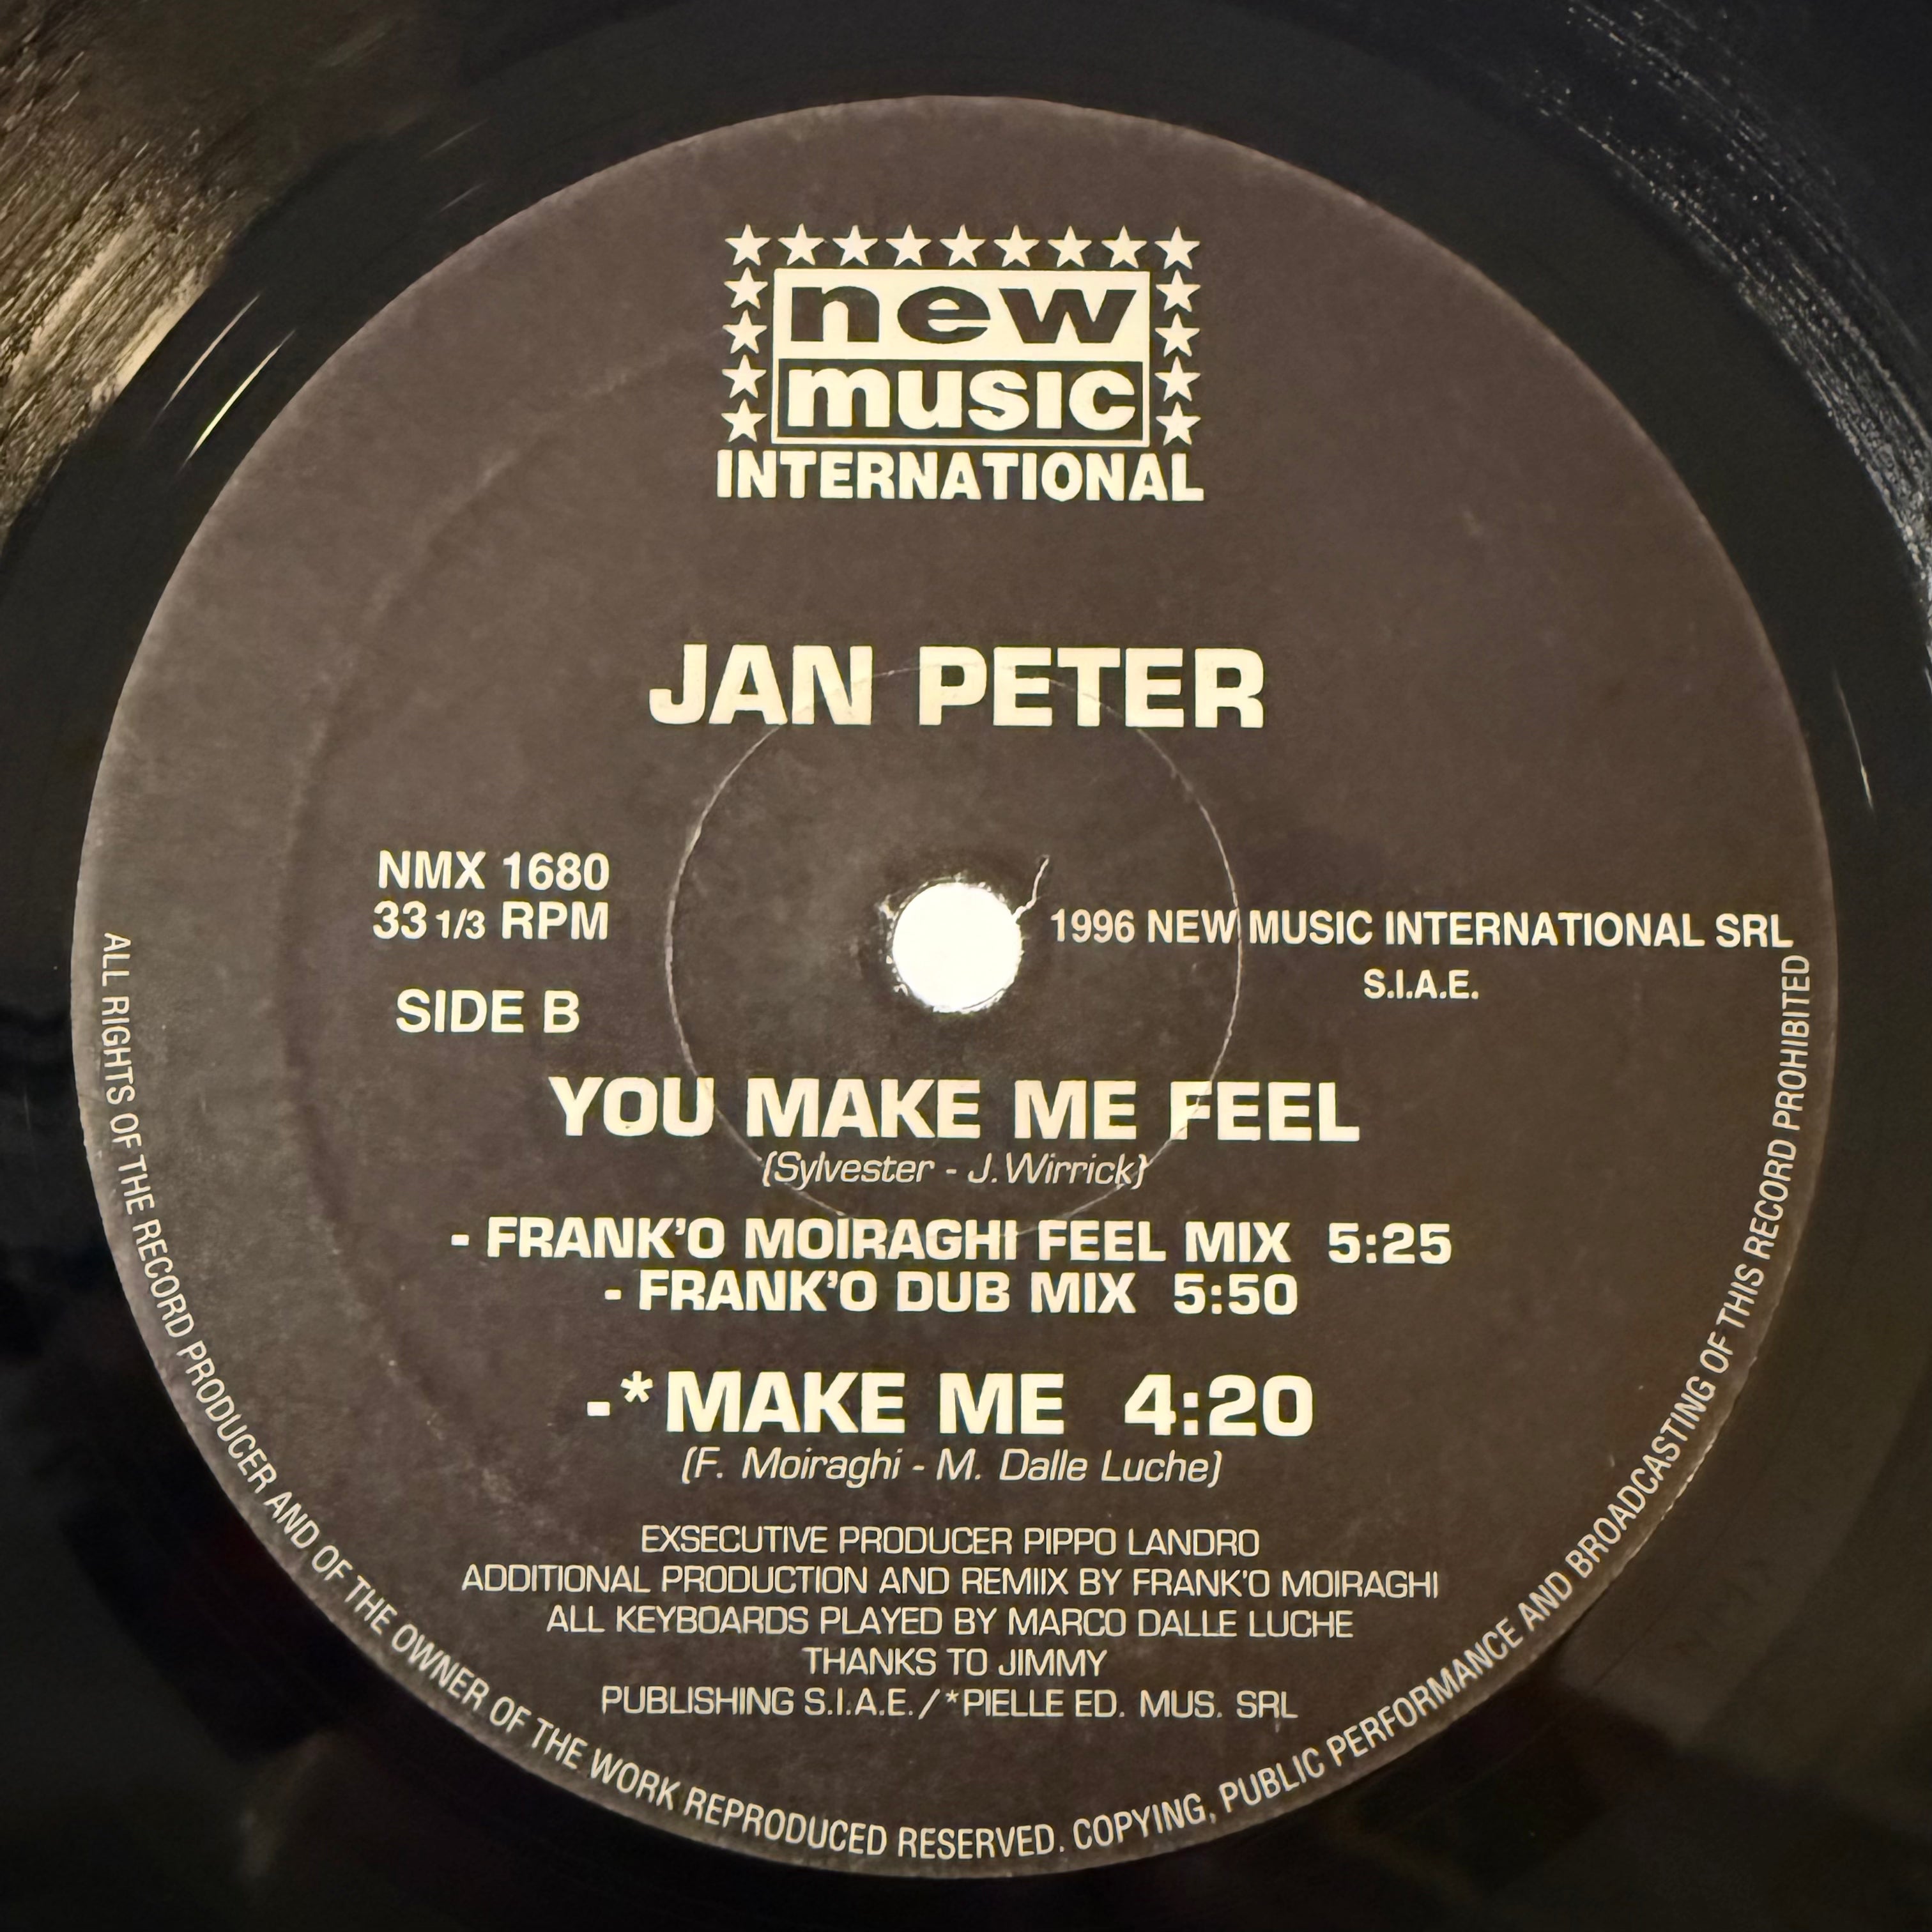 new
music
INTERNATIONAL
JAN PETER
NMX 1680
33 1/3 RPM
SIDE B
1996 NEW MUSIC INTERNATIONAL SRL
S.I.A.E.
YOU MAKE ME FEEL
(Sylvester - J. Wirrick)
- FRANK'O MOIRAGHI FEEL MIX 5:25
- FRANK'O DUB MIX 5:50
-*MAKE ME 4:20
(F. Moiraghi - M. Dalle Luche)
EXSECUTIVE PRODUCER PIPPO LANDRO
ADDITIONAL PRODUCTION AND REMIIX BY FRANK'O MOIRAGHI
ALL KEYBOARDS PLAYED BY MARCO DALLE LUCHE
THANKS TO JIMMY
PUBLISHING S.I.A.E. / *PIELLE ED. MUS. SRL
ALL RIGHTS OF THE RECORD PRODUCER AND OF THE OWNER OF THE WORK REPRODUCED RESERVED. COPYING, PUBLIC PERFORMANCE AND BROADCASTING OF THIS RECORD PROHIBITED